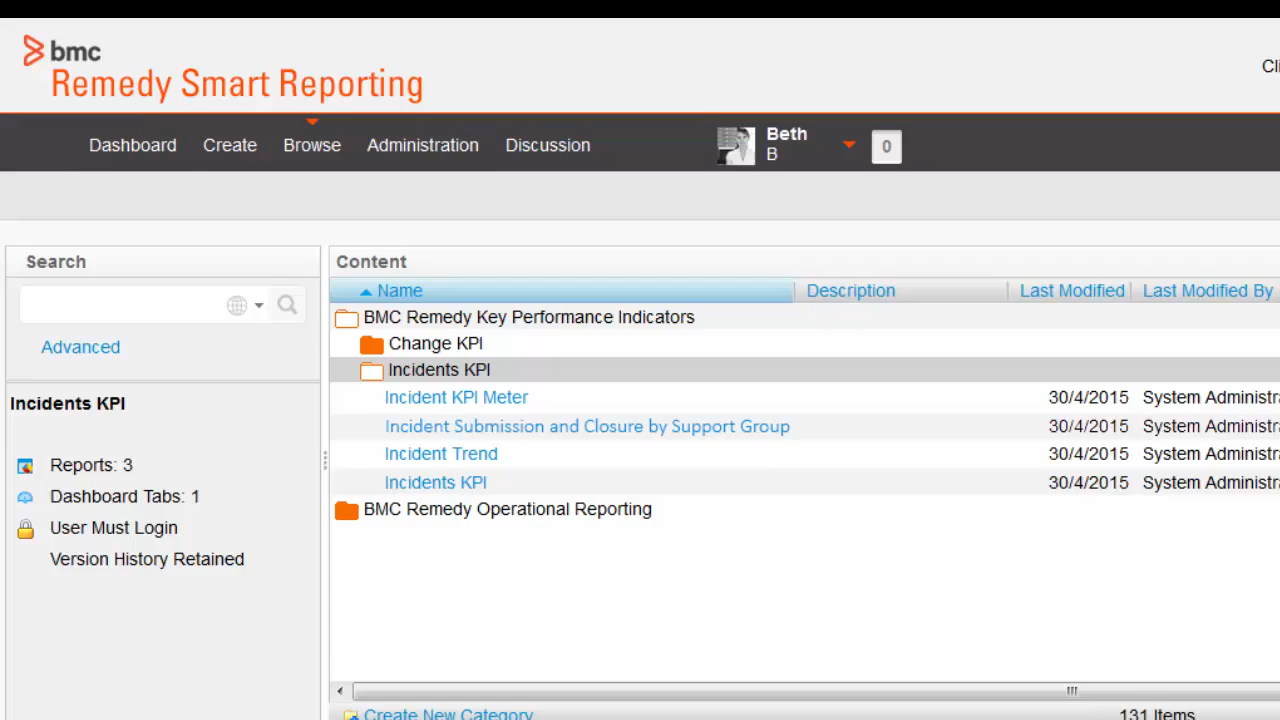 bmc
Remedy Smart Reporting
Dashboard Create Browse Administration Discussion Beth B 0
Search
Advanced
Incidents KPI
Reports: 3
Dashboard Tabs: 1
User Must Login
Version History Retained
Content
Name Description Last Modified Last Modified By
BMC Remedy Key Performance Indicators
Change KPI
Incidents KPI
Incident KPI Meter 30/4/2015 System
Incident Submission and Closure by Support Group 30/4/2015 System
Incident Trend 30/4/2015 System
Incidents KPI 30/4/2015 System
BMC Remedy Operational Reporting
Create New Category 131 Items